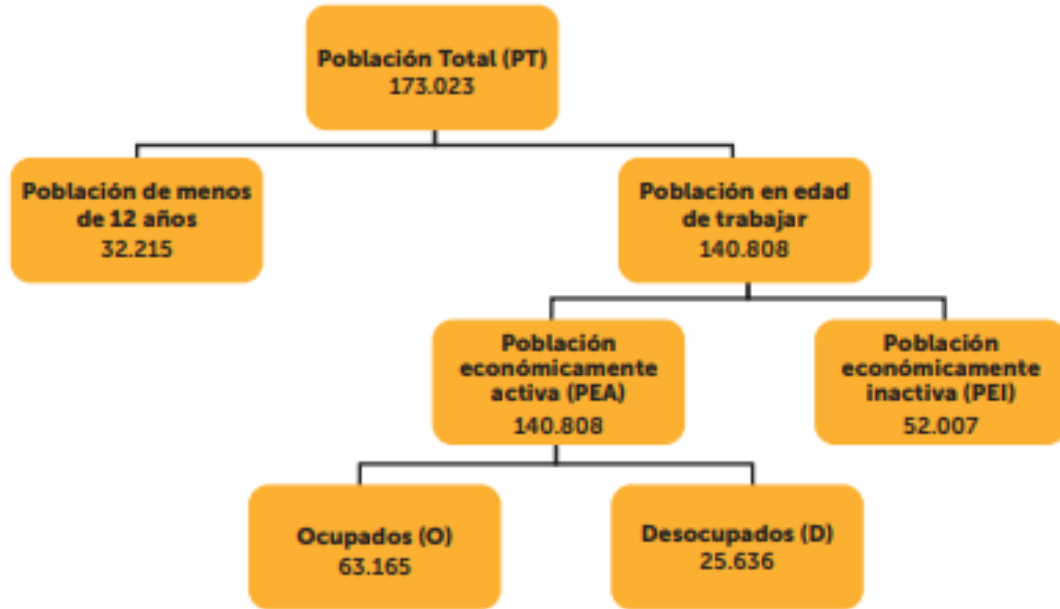 Población Total (PT)
173.023
Población de menos
de 12 años
32.215
Población en edad
de trabajar
140.808
Población
económicamente
activa (PEA)
140.808
Población
económicamente
inactiva (PEI)
52.007
Ocupados (O)
63.165
Desocupados (D)
25.636